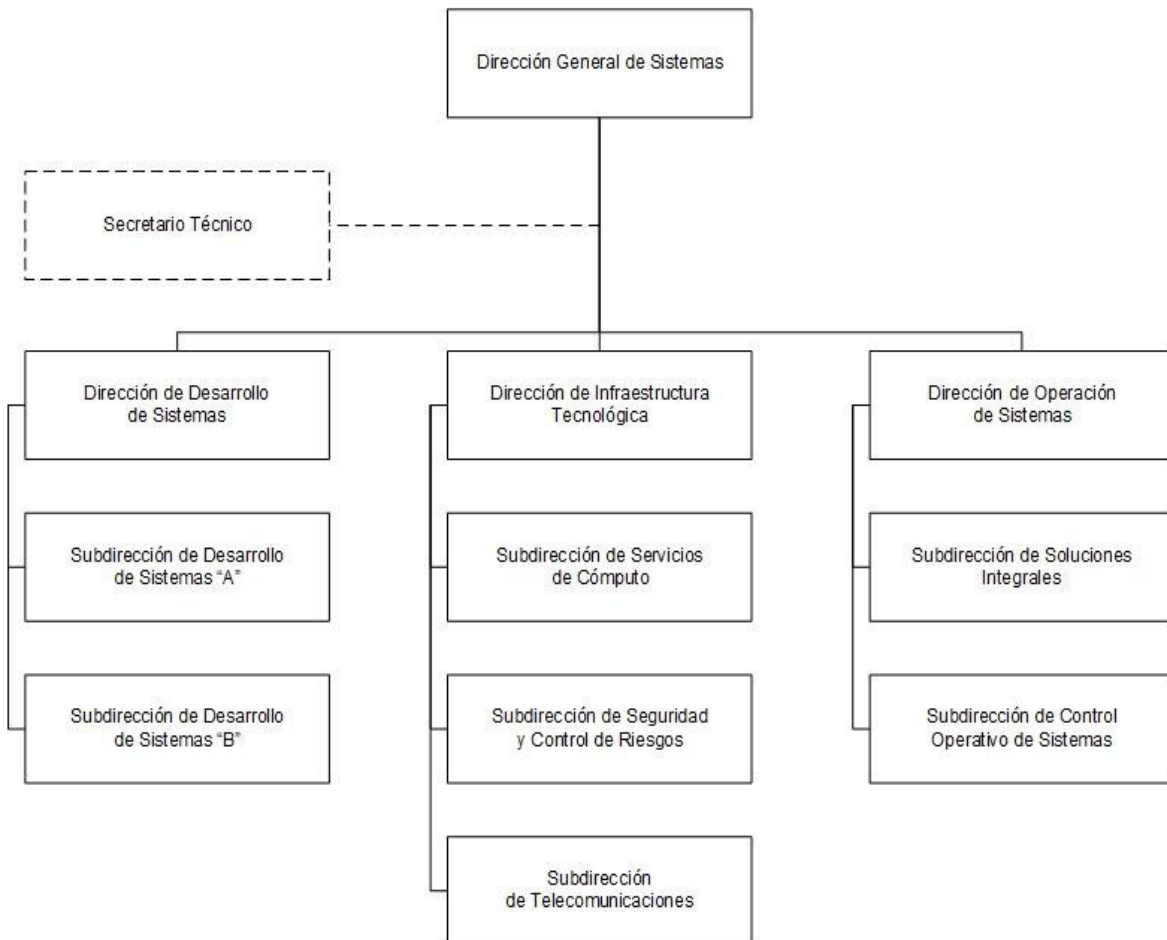 Dirección General de Sistemas
Secretario Técnico
Dirección de Desarrollo
de Sistemas
Dirección de Infraestructura
Tecnológica
Dirección de Operación
de Sistemas
Subdirección de Desarrollo
de Sistemas “A”
Subdirección de Servicios
de Cómputo
Subdirección de Soluciones
Integrales
Subdirección de Desarrollo
de Sistemas “B”
Subdirección de Seguridad
y Control de Riesgos
Subdirección de Control
Operativo de Sistemas
Subdirección
de Telecomunicaciones